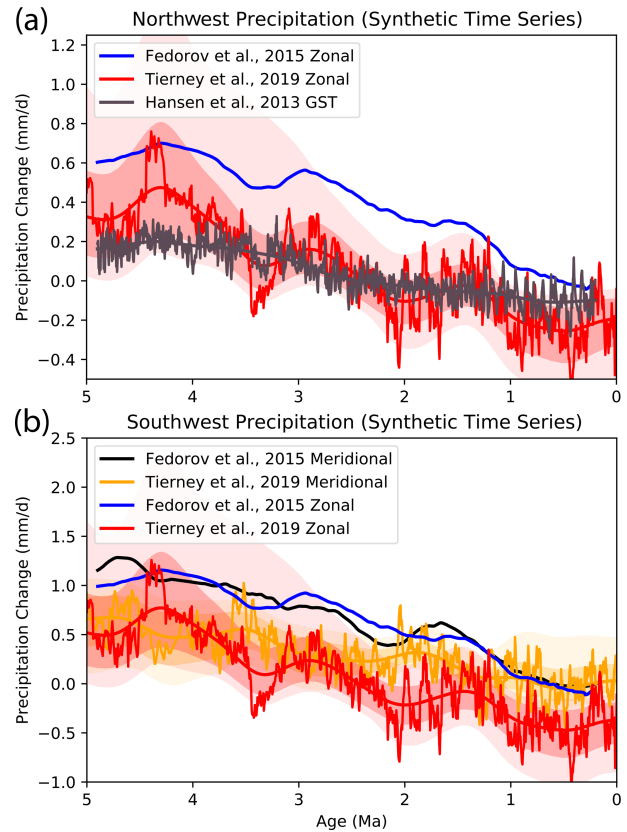 (a)
Northwest Precipitation (Synthetic Time Series)
Fedorov et al., 2015 Zonal
Tierney et al., 2019 Zonal
Hansen et al., 2013 GST
Precipitation Change (mm/d)
1.2
1.0
0.8
0.6
0.4
0.2
0.0
−0.2
−0.4
5 4 3 2 1 0
(b)
Southwest Precipitation (Synthetic Time Series)
Fedorov et al., 2015 Meridional
Tierney et al., 2019 Meridional
Fedorov et al., 2015 Zonal
Tierney et al., 2019 Zonal
Precipitation Change (mm/d)
2.5
2.0
1.5
1.0
0.5
0.0
−0.5
−1.0
5 4 3 2 1 0
Age (Ma)